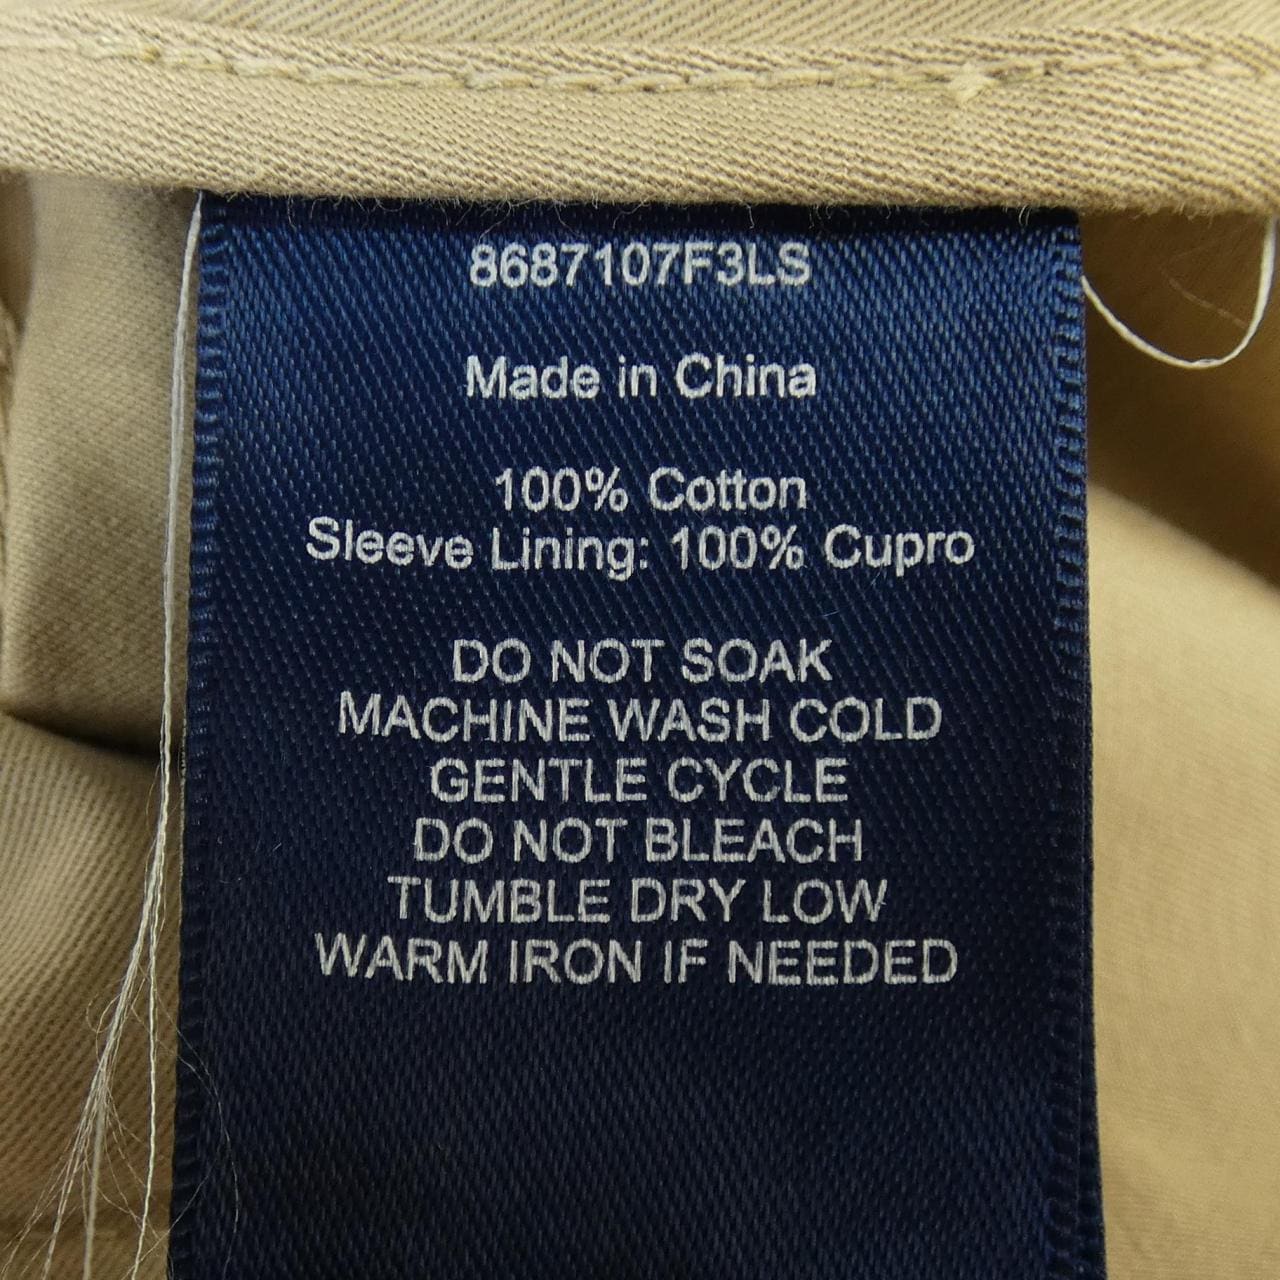 8687107F3LS
Made in China
100% Cotton
Sleeve Lining: 100% Cupro
DO NOT SOAK
MACHINE WASH COLD
GENTLE CYCLE
DO NOT BLEACH
TUMBLE DRY LOW
WARM IRON IF NEEDED